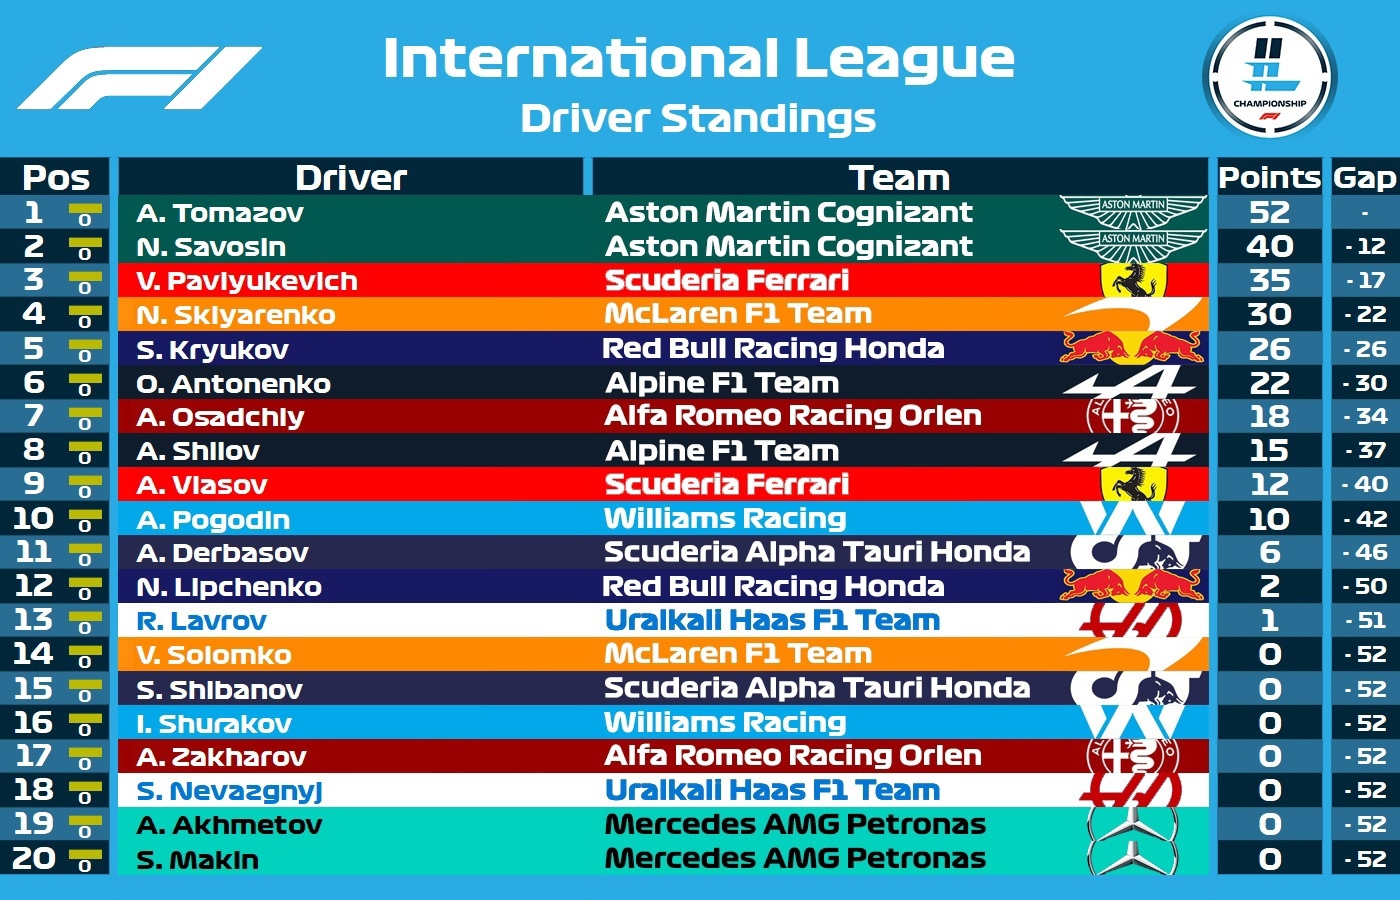 International League
Driver Standings
CHAMPIONSHIP
Pos Driver Team Points Gap
1 0 A. Tomazov Aston Martin Cognizant ASTON MARTIN 52 -
2 0 N. Savosin Aston Martin Cognizant ASTON MARTIN 40 - 12
3 0 V. Pavlyukevich Scuderia Ferrari 35 - 17
4 0 N. Sklyarenko McLaren F1 Team 30 - 22
5 0 S. Kryukov Red Bull Racing Honda 26 - 26
6 0 O. Antonenko Alpine F1 Team 22 - 30
7 0 A. Osadchiy Alfa Romeo Racing Orlen 18 - 34
8 0 A. Shilov Alpine F1 Team 15 - 37
9 0 A. Vlasov Scuderia Ferrari 12 - 40
10 0 A. Pogodin Williams Racing 10 - 42
11 0 A. Derbasov Scuderia Alpha Tauri Honda 6 - 46
12 0 N. Lipchenko Red Bull Racing Honda 2 - 50
13 0 R. Lavrov Uralkali Haas F1 Team 1 - 51
14 0 V. Solomko McLaren F1 Team 0 - 52
15 0 S. Shibanov Scuderia Alpha Tauri Honda 0 - 52
16 0 I. Shurakov Williams Racing 0 - 52
17 0 A. Zakharov Alfa Romeo Racing Orlen 0 - 52
18 0 S. Nevazgnyj Uralkali Haas F1 Team 0 - 52
19 0 A. Akhmetov Mercedes AMG Petronas 0 - 52
20 0 S. Makin Mercedes AMG Petronas 0 - 52